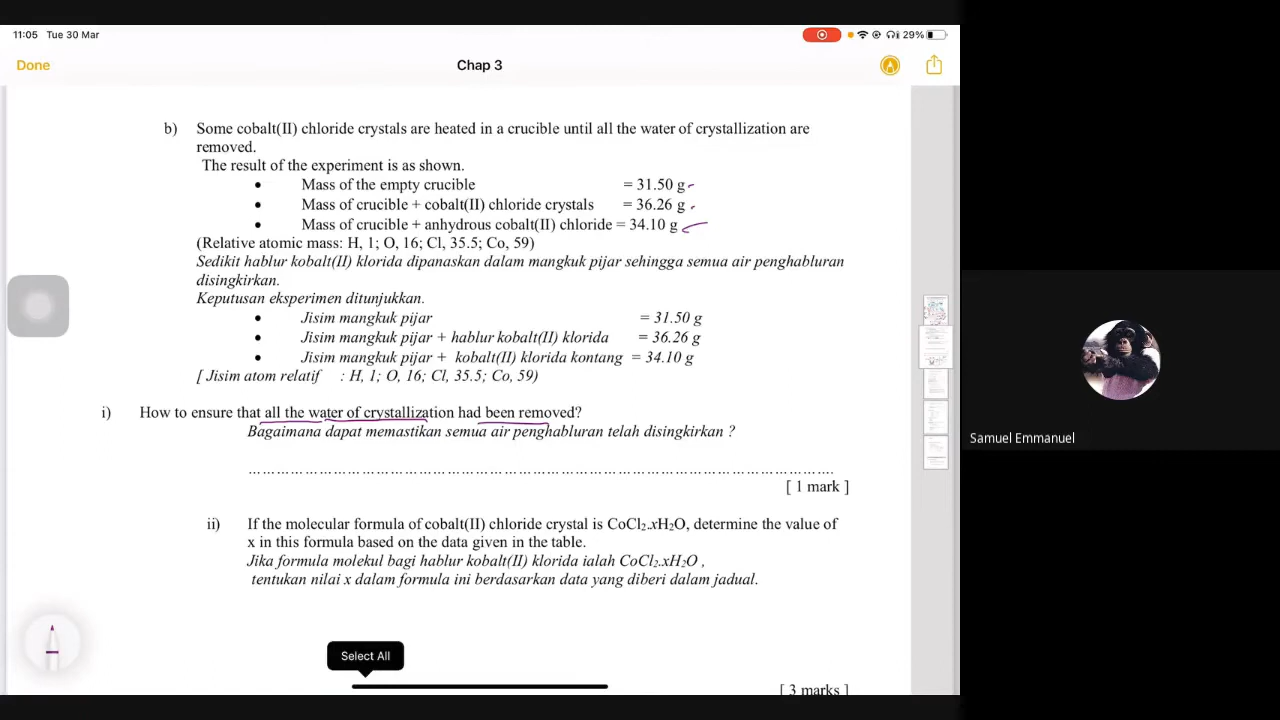 11:05 Tue 30 Mar
29%
Done
Chap 3
b) Some cobalt(II) chloride crystals are heated in a crucible until all the water of crystallization are
removed.
The result of the experiment is as shown.
• Mass of the empty crucible = 31.50 g
• Mass of crucible + cobalt(II) chloride crystals = 36.26 g
• Mass of crucible + anhydrous cobalt(II) chloride = 34.10 g
(Relative atomic mass: H, 1; O, 16; Cl, 35.5; Co, 59)
Sedikit hablur kobalt(II) klorida dipanaskan dalam mangkuk pijar sehingga semua air penghabluran
disingkirkan.
Keputusan eksperimen ditunjukkan.
• Jisim mangkuk pijar = 31.50 g
• Jisim mangkuk pijar + hablur kobalt(II) klorida = 36.26 g
• Jisim mangkuk pijar + kobalt(II) klorida kontang = 34.10 g
[ Jisim atom relatif : H, 1; O, 16; Cl, 35.5; Co, 59)
i) How to ensure that all the water of crystallization had been removed?
Bagaimana dapat memastikan semua air penghabluran telah disingkirkan ?
……………………………………………………………………………….
[ 1 mark ]
ii) If the molecular formula of cobalt(II) chloride crystal is CoCl₂.xH₂O, determine the value of
x in this formula based on the data given in the table.
Jika formula molekul bagi hablur kobalt(II) klorida ialah CoCl₂.xH₂O ,
tentukan nilai x dalam formula ini berdasarkan data yang diberi dalam jadual.
Select All
[ 3 marks ]
Samuel Emmanuel